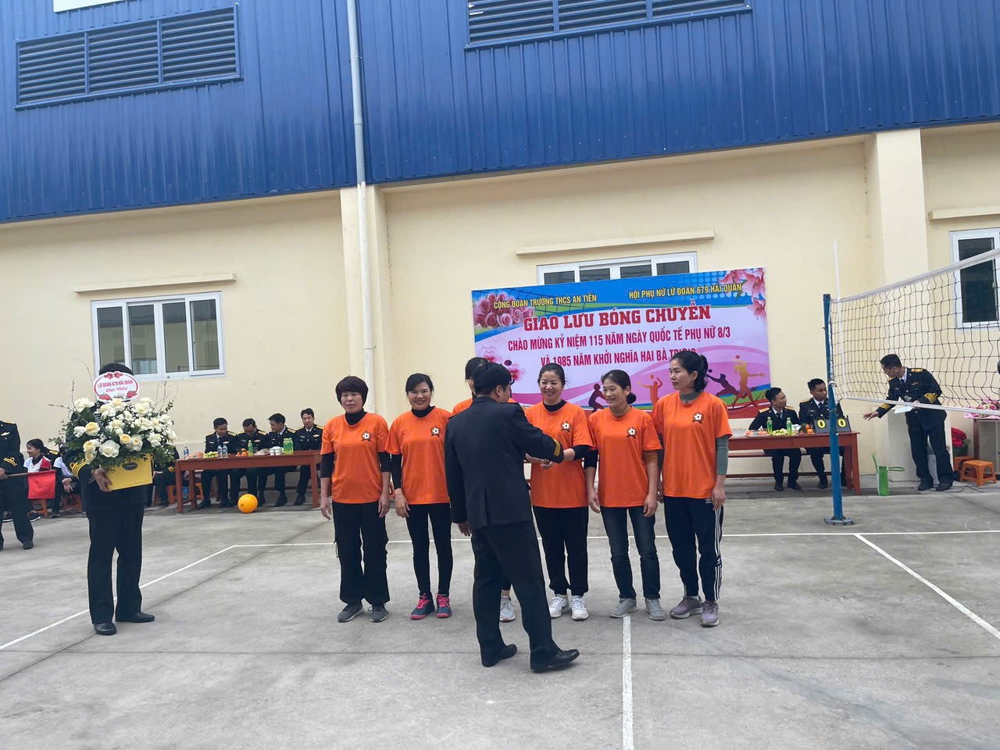 CÔNG ĐOÀN TRƯỜNG THCS AN TIẾN
HỘI PHỤ NỮ LỮ ĐOÀN 679 HẢI QUÂN
GIAO LƯU BÓNG CHUYỀN
CHÀO MỪNG KỶ NIỆM 115 NĂM NGÀY QUỐC TẾ PHỤ NỮ 8/3
VÀ 1985 NĂM KHỞI NGHĨA HAI BÀ TRƯNG
LỮ ĐOÀN 679 HẢI QUÂN
Chúc Mừng
0 0